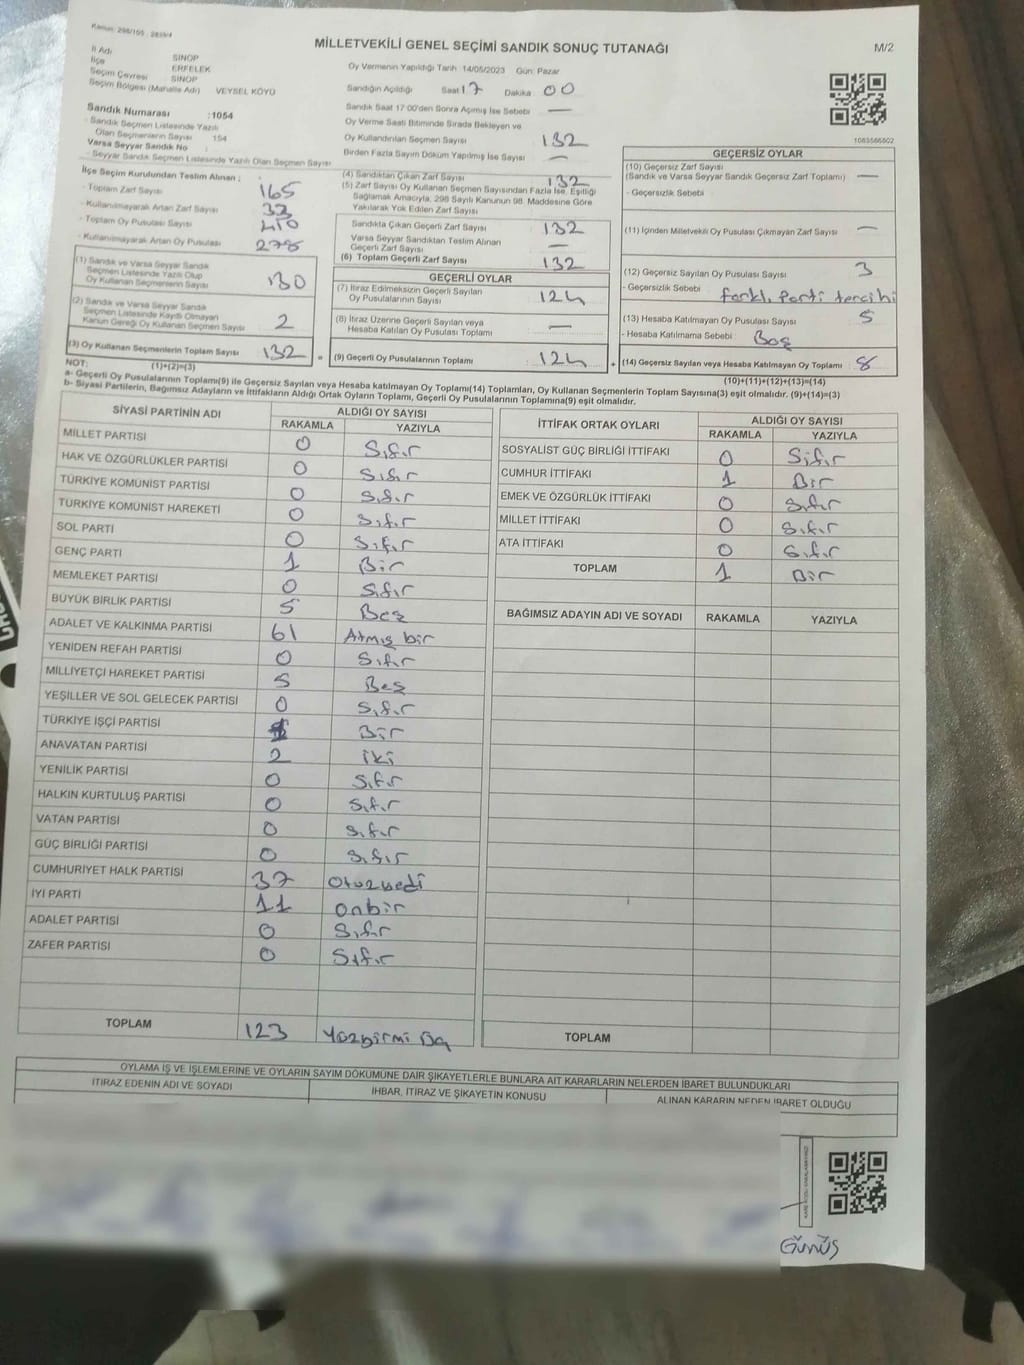 Kanun: 298/105 , 2839/4
MİLLETVEKİLİ GENEL SEÇİMİ SANDIK SONUÇ TUTANAĞI
M/2
İl Adı SİNOP
İlçe ERFELEK
Seçim Çevresi SİNOP
Seçim Bölgesi (Mahalle Adı) VEYSEL KÖYÜ
Sandık Numarası :1054
- Sandık Seçmen Listesinde Yazılı
Olan Seçmenlerin Sayısı : 154
Varsa Seyyar Sandık No :
- Seyyar Sandık Seçmen Listesinde Yazılı Olan Seçmen Sayısı
Oy Vermenin Yapıldığı Tarih 14/05/2023 Gün: Pazar
Sandığın Açıldığı Saat 17 Dakika : 00
Sandık Saat 17 00'den Sonra Açımış İse Sebebi —
Oy Verme Saati Bitiminde Sırada Bekleyen ve
Oy Kullandırılan Seçmen Sayısı 132
Birden Fazla Sayım Döküm Yapılmış İse Sayısı —
1083566802
İlçe Seçim Kurulundan Teslim Alınan ;
- Toplam Zarf Sayısı 165
- Kullanılmayarak Artan Zarf Sayısı 33
- Toplam Oy Pusulası Sayısı 410
- Kullanılmayarak Artan Oy Pusulası 278
(1) Sandık ve Varsa Seyyar Sandık
Seçmen Listesinde Yazılı Olup
Oy Kullanan Seçmenlerin Sayısı : 130
(2) Sandık ve Varsa Seyyar Sandık
Seçmen Listesinde Kayıtlı Olmayan
Kanun Gereği Oy Kullanan Seçmen Sayısı 2
(3) Oy Kullanan Seçmenlerin Toplam Sayısı 132 =
(1)+(2)=(3)
(4) Sandıktan Çıkan Zarf Sayısı 132
(5) Zarf Sayısı Oy Kullanan Seçmen Sayısından Fazla İse, Eşitliği
Sağlamak Amacıyla, 298 Sayılı Kanunun 98. Maddesine Göre
Yakılarak Yok Edilen Zarf Sayısı
Sandıkta Çıkan Geçerli Zarf Sayısı 132
Varsa Seyyar Sandıktan Teslim Alınan
Geçerli Zarf Sayısı —
(6) Toplam Geçerli Zarf Sayısı 132
GEÇERLİ OYLAR
(7) İtiraz Edilmeksizin Geçerli Sayılan
Oy Pusulalarının Sayısı 124
(8) İtiraz Üzerine Geçerli Sayılan veya
Hesaba Katılan Oy Pusulası Toplamı —
(9) Geçerli Oy Pusulalarının Toplamı 124 +
GEÇERSİZ OYLAR
(10) Geçersiz Zarf Sayısı
(Sandık ve Varsa Seyyar Sandık Geçersiz Zarf Toplamı) —
- Geçersizlik Sebebi
(11) İçinden Milletvekili Oy Pusulası Çıkmayan Zarf Sayısı —
(12) Geçersiz Sayılan Oy Pusulası Sayısı 3
- Geçersizlik Sebebi : farklı Parti tercihi
(13) Hesaba Katılmayan Oy Pusulası Sayısı 5
- Hesaba Katılmama Sebebi : Boş
(14) Geçersiz Sayılan veya Hesaba Katılmayan Oy Toplamı : 8
(10)+(11)+(12)+(13)=(14)
NOT:
a- Geçerli Oy Pusulalarının Toplamı(9) ile Geçersiz Sayılan veya Hesaba katılmayan Oy Toplamı(14) Toplamları, Oy Kullanan Seçmenlerin Toplam Sayısına(3) eşit olmalıdır. (9)+(14)=(3)
b- Siyasi Partilerin, Bağımsız Adayların ve İttifakların Aldığı Ortak Oyların Toplamı, Geçerli Oy Pusulalarının Toplamına(9) eşit olmalıdır.
SİYASİ PARTİNİN ADI ALDIĞI OY SAYISI
RAKAMLA YAZIYLA
MİLLET PARTİSİ 0 Sıfır
HAK VE ÖZGÜRLÜKLER PARTİSİ 0 Sıfır
TÜRKİYE KOMÜNİST PARTİSİ 0 Sıfır
TÜRKİYE KOMÜNİST HAREKETİ 0 Sıfır
SOL PARTİ 0 Sıfır
GENÇ PARTİ 1 Bir
MEMLEKET PARTİSİ 0 Sıfır
BÜYÜK BİRLİK PARTİSİ 5 Beş
ADALET VE KALKINMA PARTİSİ 61 Atmış bir
YENİDEN REFAH PARTİSİ 0 Sıfır
MİLLİYETÇİ HAREKET PARTİSİ 5 Beş
YEŞİLLER VE SOL GELECEK PARTİSİ 0 Sıfır
TÜRKİYE İŞÇİ PARTİSİ 1 Bir
ANAVATAN PARTİSİ 2 iki
YENİLİK PARTİSİ 0 Sıfır
HALKIN KURTULUŞ PARTİSİ 0 Sıfır
VATAN PARTİSİ 0 Sıfır
GÜÇ BİRLİĞİ PARTİSİ 0 Sıfır
CUMHURİYET HALK PARTİSİ 37 Otuzyedi
İYİ PARTİ 11 onbir
ADALET PARTİSİ 0 Sıfır
ZAFER PARTİSİ 0 Sıfır
TOPLAM 123 Yüzyirmi
İTTİFAK ORTAK OYLARI ALDIĞI OY SAYISI
RAKAMLA YAZIYLA
SOSYALİST GÜÇ BİRLİĞİ İTTİFAKI 0 Sıfır
CUMHUR İTTİFAKI 1 Bir
EMEK VE ÖZGÜRLÜK İTTİFAKI 0 Sıfır
MİLLET İTTİFAKI 0 Sıfır
ATA İTTİFAKI 0 Sıfır
TOPLAM 1 Bir
BAĞIMSIZ ADAYIN ADI VE SOYADI RAKAMLA YAZIYLA
TOPLAM
OYLAMA İŞ VE İŞLEMLERİNE VE OYLARIN SAYIM DÖKÜMÜNE DAİR ŞİKAYETLERLE BUNLARA AİT KARARLARIN NELERDEN İBARET BULUNDUKLARI
İTİRAZ EDENİN ADI VE SOYADI İHBAR, İTİRAZ VE ŞİKAYETİN KONUSU ALINAN KARARIN NEDEN İBARET OLDUĞU
Gümüş